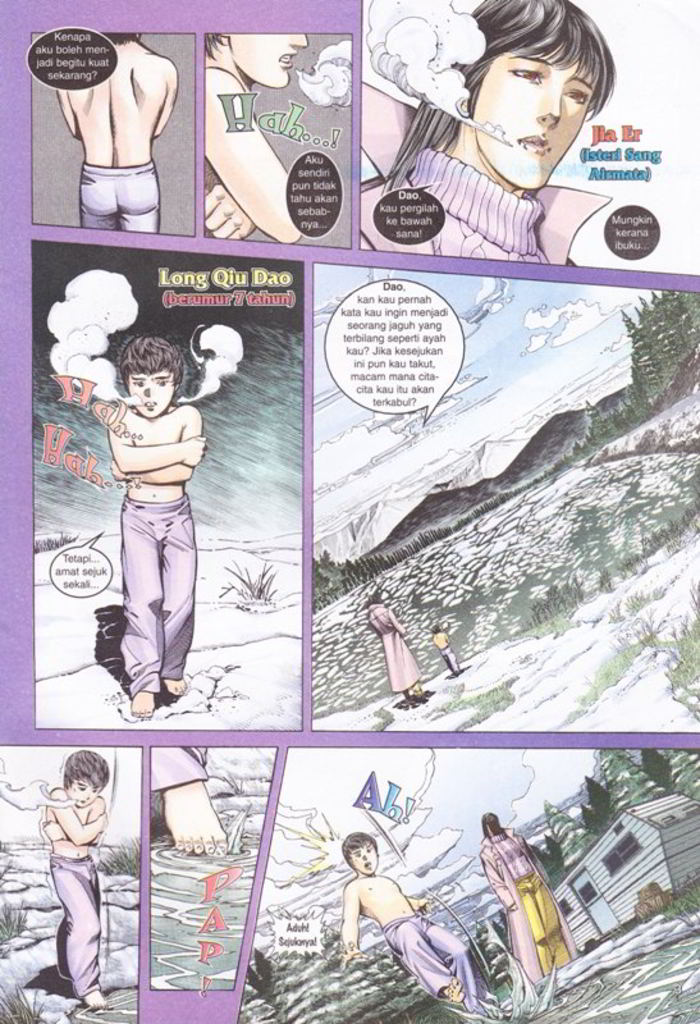 Kenapa
aku boleh men-
jadi begitu kuat
sekarang?
Hah...!
Aku
sendiri
pun tidak
tahu akan
sebab-
nya...
Jia Er
(Isteri Sang
Airmata)
Dao,
kau pergilah
ke bawah
sana!
Mungkin
kerana
ibuku...
Long Qiu Dao
(berumur 7 tahun)
Hah...
Hah...!
Tetapi...
amat sejuk
sekali...
Dao,
kan kau pernah
kata kau ingin menjadi
seorang jaguh yang
terbilang seperti ayah
kau? Jika kesejukan
ini pun kau takut,
macam mana cita-
cita kau itu akan
terkabul?
PAP!
Ah!
Aduh!
Sejuknya!